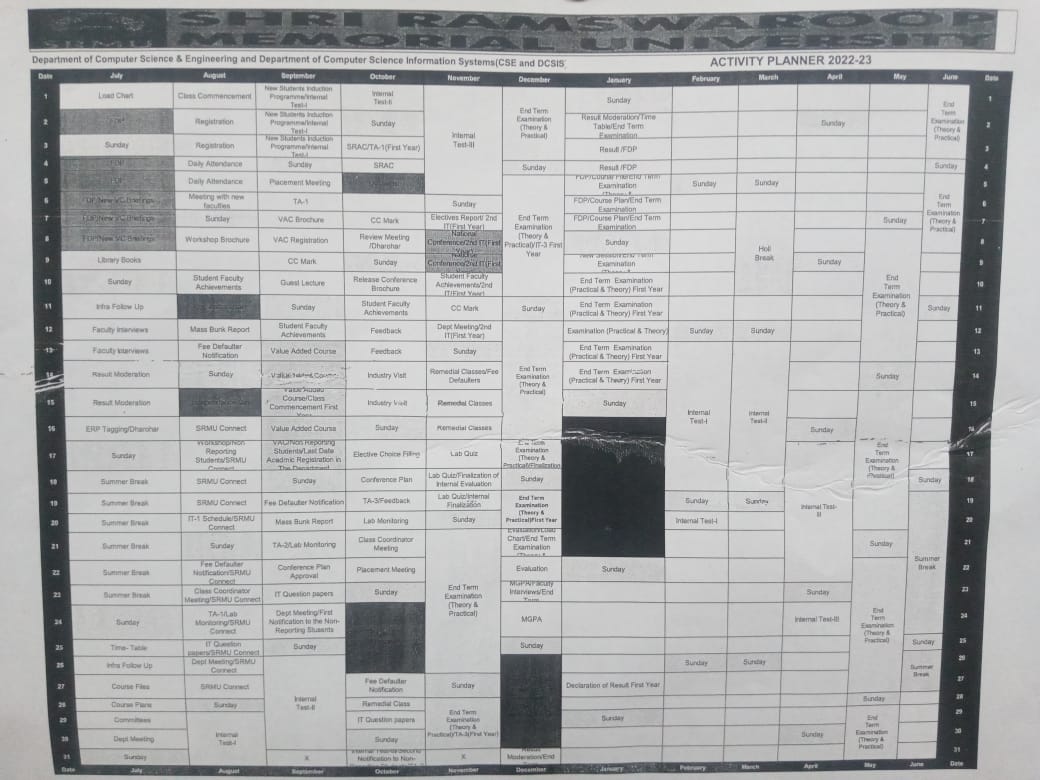 SHRI RAMSWAROOP
SRMU MEMORIAL UNIVERSITY
Department of Computer Science & Engineering and Department of Computer Science Information Systems(CSE and DCSIS) ACTIVITY PLANNER 2022-23
Date July August September October November December January February March April May June Date
1 Load Chart Class Commencement New Students Induction Programme/Internal Test-I Internal Test-II Internal Test-III End Term Examination (Theory & Practical) Sunday End Term Examination (Theory & Practical) 1
2 FDP Registration New Students Induction Programme/Internal Test-I Sunday Result Moderation/Time Table/End Term Examination Sunday 2
3 Sunday Registration New Students Induction Programme/Internal Test-I SRAC/TA-1(First Year) Result /FDP 3
4 FDP Daily Attendance Sunday SRAC Sunday Result /FDP Sunday 4
5 FDP Daily Attendance Placement Meeting FDP/Course Plan/End Term Examination Sunday Sunday 5
6 FDP/New VC Briefings Meeting with new faculties TA-1 Sunday End Term Examination (Theory & Practical)/IT-3 First Year FDP/Course Plan/End Term Examination End Term Examination (Theory & Practical) 6
7 FDP/New VC Briefings Sunday VAC Brochure CC Mark Electives Report/ 2nd IT(First Year) FDP/Course Plan/End Term Examination Sunday 7
8 FDP/New VC Briefings Workshop Brochure VAC Registration Review Meeting /Dharohar National Conference/2nd IT(First Year) Sunday Holi Break 8
9 Library Books CC Mark Sunday National Conference/2nd IT(First Year) Examination Sunday 9
10 Sunday Student Faculty Achievements Guest Lecture Release Conference Brochure Student Faculty Achievements/2nd IT(First Year) End Term Examination (Practical & Theory) First Year End Term Examination (Theory & Practical) 10
11 Infra Follow Up Sunday Student Faculty Achievements CC Mark Sunday End Term Examination (Practical & Theory) First Year Sunday 11
12 Faculty Interviews Mass Bunk Report Student Faculty Achievements Feedback Dept Meeting/2nd IT(First Year) Examination (Practical & Theory) Sunday Sunday 12
13 Faculty Interviews Fee Defaulter Notification Value Added Course Feedback Sunday End Term Examination (Theory & Practical) End Term Examination (Practical & Theory) First Year 13
14 Result Moderation Sunday Value Added Course Industry Visit Remedial Classes/Fee Defaulters End Term Examination (Practical & Theory) First Year Sunday 14
15 Result Moderation Value Added Course/Class Commencement First Industry Visit Remedial Classes Sunday Internal Test-I Internal Test-II 15
16 ERP Tagging/Dharohar SRMU Connect Value Added Course Sunday Remedial Classes Sunday 16
17 Sunday Workshop/Non Reporting Students/SRMU Connect VAC/Non Reporting Students/Last Date Acadmic Registration in The Department Elective Choice Filling Lab Quiz End Term Examination (Theory & Practical)/Finalization End Term Examination (Theory & Practical) 17
18 Summer Break SRMU Connect Sunday Conference Plan Lab Quiz/Finalization of Internal Evaluation Sunday Sunday 18
19 Summer Break SRMU Connect Fee Defaulter Notification TA-3/Feedback Lab Quiz/Internal Finalization End Term Examination (Theory & Practical)First Year Sunday Sunday Internal Test-III 19
20 Summer Break IT-1 Schedule/SRMU Connect Mass Bunk Report Lab Monitoring Sunday Internal Test-I 20
21 Summer Break Sunday TA-2/Lab Monitoring Class Coordinator Meeting End Term Examination (Theory & Practical) Evaluation/Load Chart/End Term Examination Sunday Summer Break 21
22 Summer Break Fee Defaulter Notification/SRMU Connect Conference Plan Approval Placement Meeting Evaluation Sunday 22
23 Summer Break Class Coordinator Meeting/SRMU Connect IT Question papers Sunday MGPA/Faculty Interviews/End Sunday 23
24 Sunday TA-1/Lab Monitoring/SRMU Connect Dept Meeting/First Notification to the Non-Reporting Stusents MGPA Internal Test-III End Term Examination (Theory & Practical) 24
25 Time- Table IT Question papers/SRMU Connect Sunday Sunday Sunday 25
26 Infra Follow Up Dept Meeting/SRMU Connect Sunday Sunday Summer Break 26
27 Course Files SRMU Connect Internal Test-II Fee Defaulter Notification Sunday Declaration of Result First Year 27
28 Course Plans Sunday Remedial Class End Term Examination (Theory & Practical)/TA-3(First Year) Sunday 28
29 Committees Internal Test-I IT Question papers Sunday End Term Examination (Theory & Practical) 29
30 Dept Meeting Sunday Sunday 30
31 Sunday X Notification to Non- X Moderation/End 31
Date July August September October November December January February March April May June Date